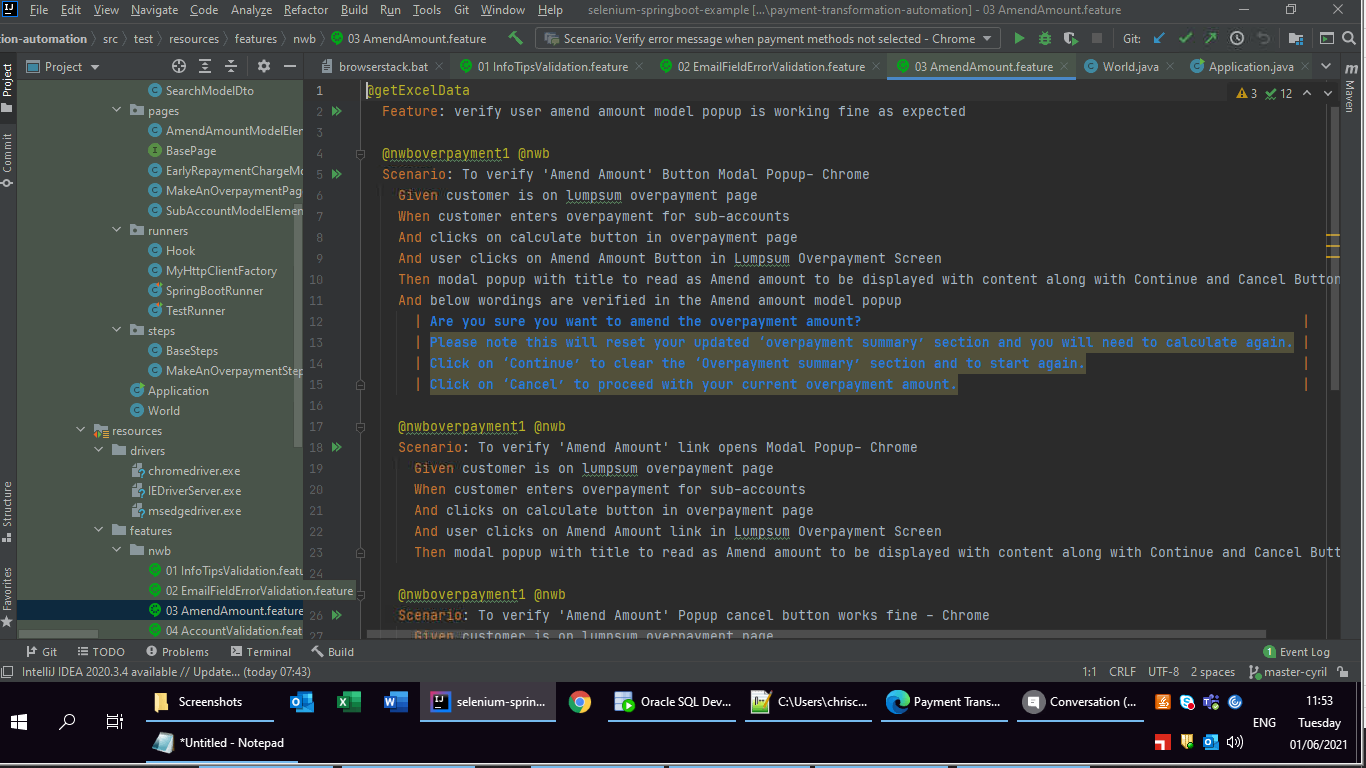 File Edit View Navigate Code Analyze Refactor Build Run Tools Git Window Help selenium-springboot-example [...\payment-transformation-automation] - 03 AmendAmount.feature
ion-automation src test resources features nwb 03 AmendAmount.feature Scenario: Verify error message when payment methods not selected - Chrome Git:
Project browserstack.bat 01 InfoTipsValidation.feature 02 EmailFieldErrorValidation.feature 03 AmendAmount.feature World.java Application.java
Project
Commit
Structure
Favorites
Maven
SearchModelDto
pages
AmendAmountModelElem
BasePage
EarlyRepaymentChargeMo
MakeAnOverpaymentPag
SubAccountModelElemen
runners
Hook
MyHttpClientFactory
SpringBootRunner
TestRunner
steps
BaseSteps
MakeAnOverpaymentStep
Application
World
resources
drivers
chromedriver.exe
IEDriverServer.exe
msedgedriver.exe
features
nwb
01 InfoTipsValidation.featu
02 EmailFieldErrorValidation.feature
03 AmendAmount.feature
04 AccountValidation.feat
3 12
1 @getExcelData
2 Feature: verify user amend amount model popup is working fine as expected
3
4 @nwboverpayment1 @nwb
5 Scenario: To verify 'Amend Amount' Button Modal Popup- Chrome
6 Given customer is on lumpsum overpayment page
7 When customer enters overpayment for sub-accounts
8 And clicks on calculate button in overpayment page
9 And user clicks on Amend Amount Button in Lumpsum Overpayment Screen
10 Then modal popup with title to read as Amend amount to be displayed with content along with Continue and Cancel Button
11 And below wordings are verified in the Amend amount model popup
12 | Are you sure you want to amend the overpayment amount? |
13 | Please note this will reset your updated ‘overpayment summary’ section and you will need to calculate again. |
14 | Click on ‘Continue’ to clear the ‘Overpayment summary’ section and to start again. |
15 | Click on ‘Cancel’ to proceed with your current overpayment amount. |
16
17 @nwboverpayment1 @nwb
18 Scenario: To verify 'Amend Amount' link opens Modal Popup- Chrome
19 Given customer is on lumpsum overpayment page
20 When customer enters overpayment for sub-accounts
21 And clicks on calculate button in overpayment page
22 And user clicks on Amend Amount link in Lumpsum Overpayment Screen
23 Then modal popup with title to read as Amend amount to be displayed with content along with Continue and Cancel Butt
24
@nwboverpayment1 @nwb
26 Scenario: To verify 'Amend Amount' Popup cancel button works fine - Chrome
27 Given customer is on lumpsum overpayment page
Git TODO Problems Terminal Build 1 Event Log
IntelliJ IDEA 2020.3.4 available // Update... (today 07:43) 1:1 CRLF UTF-8 2 spaces master-cyril
Screenshots selenium-sprin... Oracle SQL Dev... C:\Users\chrisc... Payment Trans... Conversation (... ENG 11:53
Tuesday
*Untitled - Notepad 01/06/2021